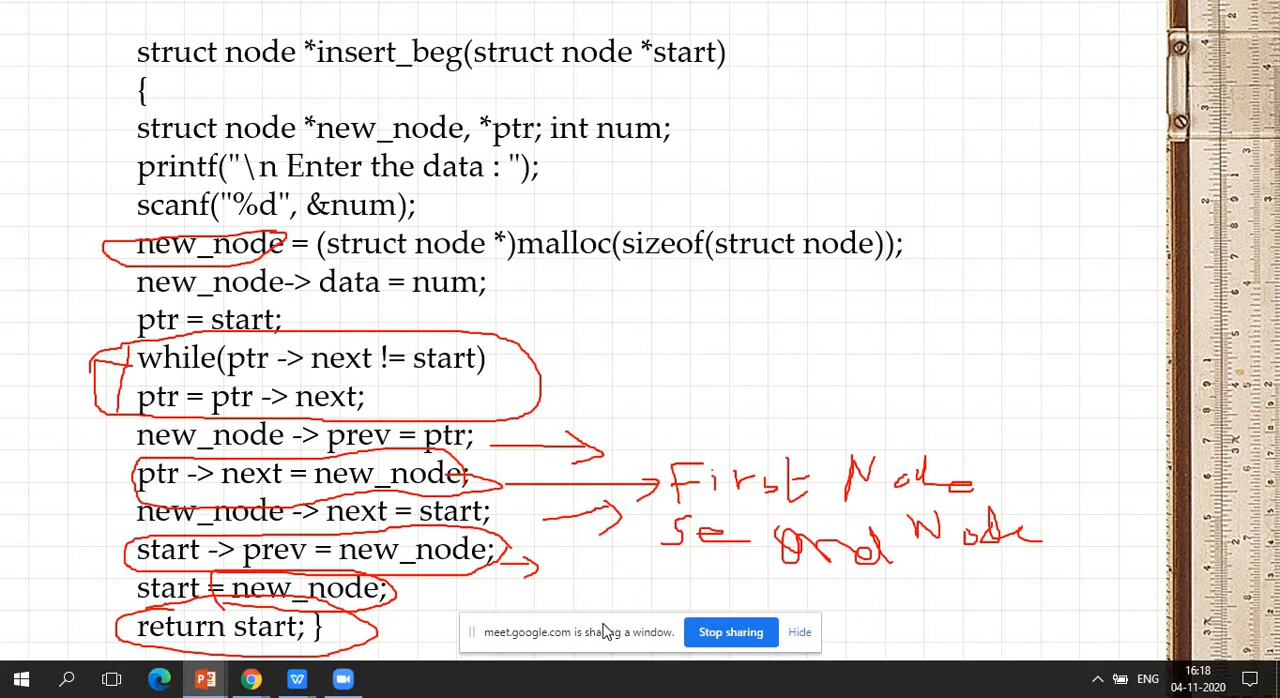 struct node *insert_beg(struct node *start)
{
struct node *new_node, *ptr; int num;
printf("\n Enter the data : ");
scanf("%d", &num);
new_node = (struct node *)malloc(sizeof(struct node));
new_node-> data = num;
ptr = start;
while(ptr -> next != start)
ptr = ptr -> next;
new_node -> prev = ptr;
ptr -> next = new_node;
new_node -> next = start;
start -> prev = new_node;
start = new_node;
return start; }
First Node
Second Node
meet.google.com is sharing a window.
Stop sharing
Hide
ENG
16:18
04-11-2020